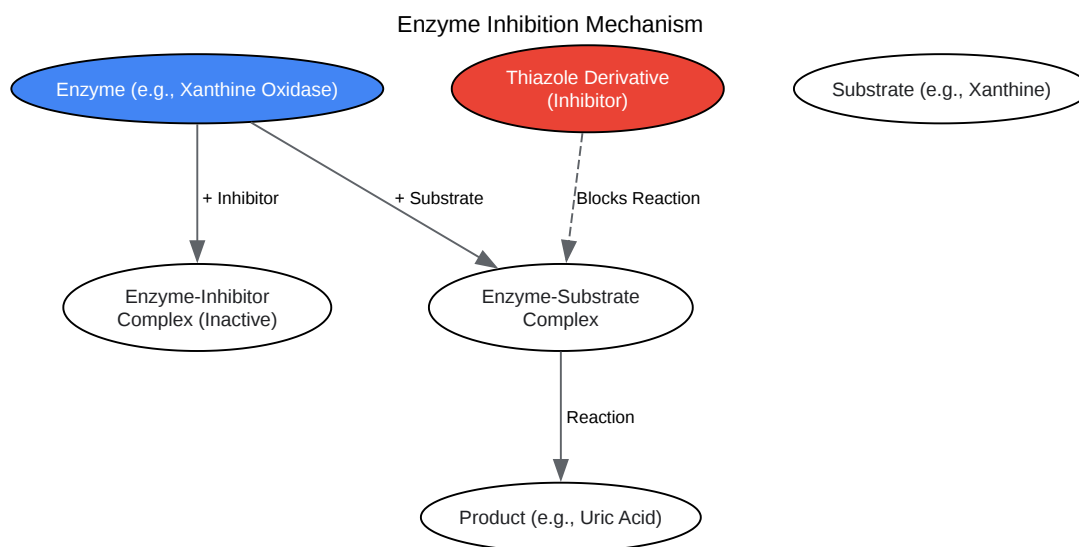 Enzyme Inhibition Mechanism
Enzyme (e.g., Xanthine Oxidase)
Thiazole Derivative
(Inhibitor)
Substrate (e.g., Xanthine)
+ Inhibitor
+ Substrate
Blocks Reaction
Enzyme-Inhibitor
Complex (Inactive)
Enzyme-Substrate
Complex
Reaction
Product (e.g., Uric Acid)